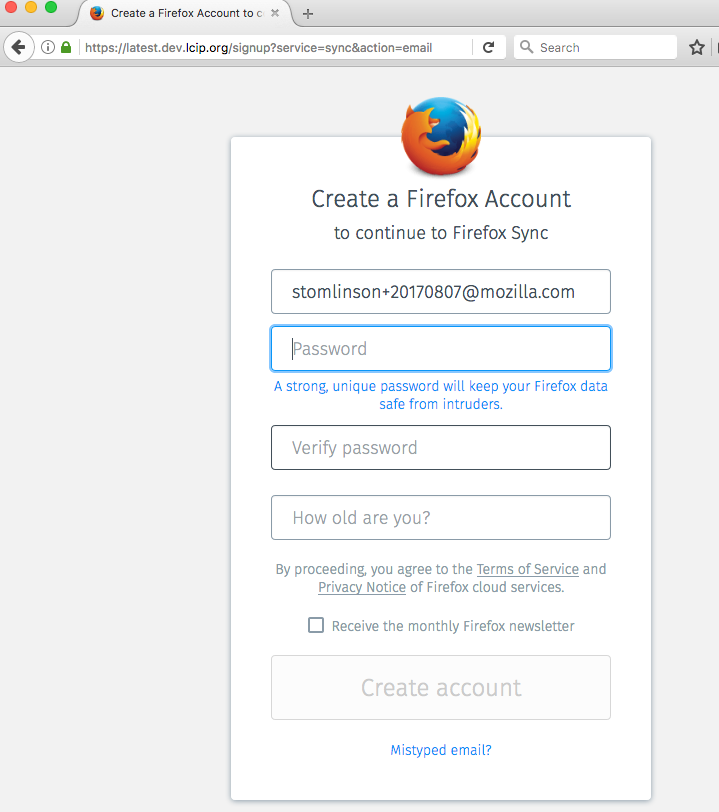 Create a Firefox Account to c
https://latest.dev.lcip.org/signup?service=sync&action=email
Search
Create a Firefox Account
to continue to Firefox Sync
stomlinson+20170807@mozilla.com
Password
A strong, unique password will keep your Firefox data
safe from intruders.
Verify password
How old are you?
By proceeding, you agree to the Terms of Service and
Privacy Notice of Firefox cloud services.
Receive the monthly Firefox newsletter
Create account
Mistyped email?